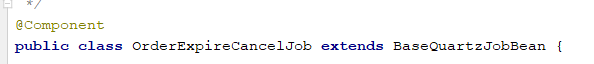 */
@Component
public class OrderExpireCancelJob extends BaseQuartzJobBean {